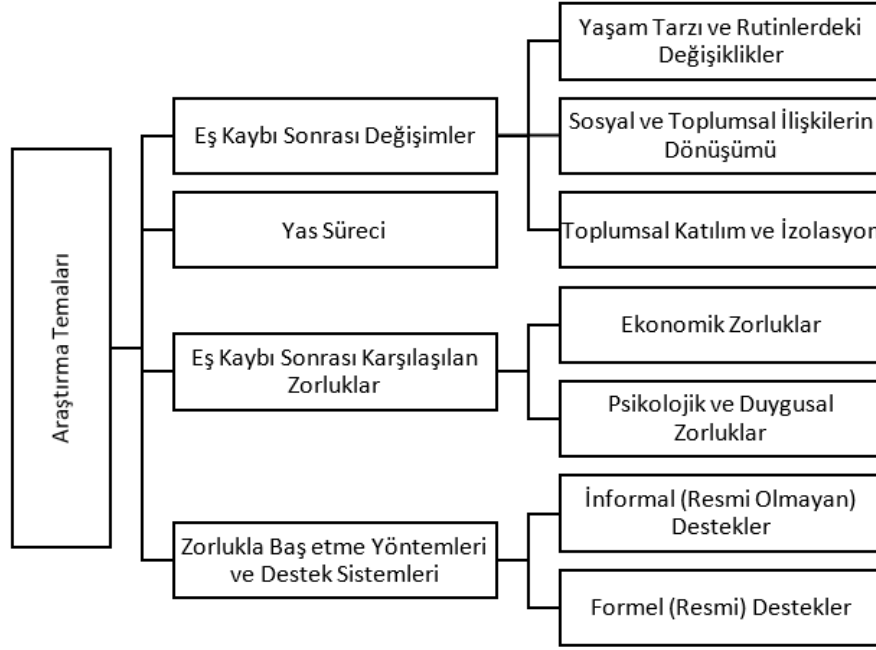 Araştırma Temaları
Eş Kaybı Sonrası Değişimler
Yaşam Tarzı ve Rutinlerdeki
Değişiklikler
Sosyal ve Toplumsal İlişkilerin
Dönüşümü
Toplumsal Katılım ve İzolasyon
Yas Süreci
Eş Kaybı Sonrası Karşılaşılan
Zorluklar
Ekonomik Zorluklar
Psikolojik ve Duygusal
Zorluklar
Zorlukla Baş etme Yöntemleri
ve Destek Sistemleri
İnformal (Resmi Olmayan)
Destekler
Formel (Resmi) Destekler